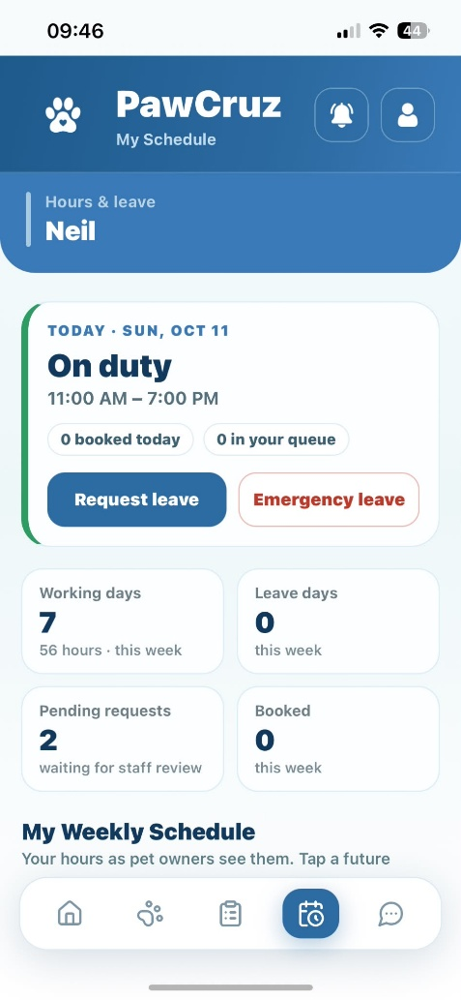 09:46
44
PawCruz
My Schedule
Hours & leave
Neil
TODAY · SUN, OCT 11
On duty
11:00 AM – 7:00 PM
0 booked today
0 in your queue
Request leave
Emergency leave
Working days
7
56 hours · this week
Leave days
0
this week
Pending requests
2
waiting for staff review
Booked
0
this week
My Weekly Schedule
Your hours as pet owners see them. Tap a future